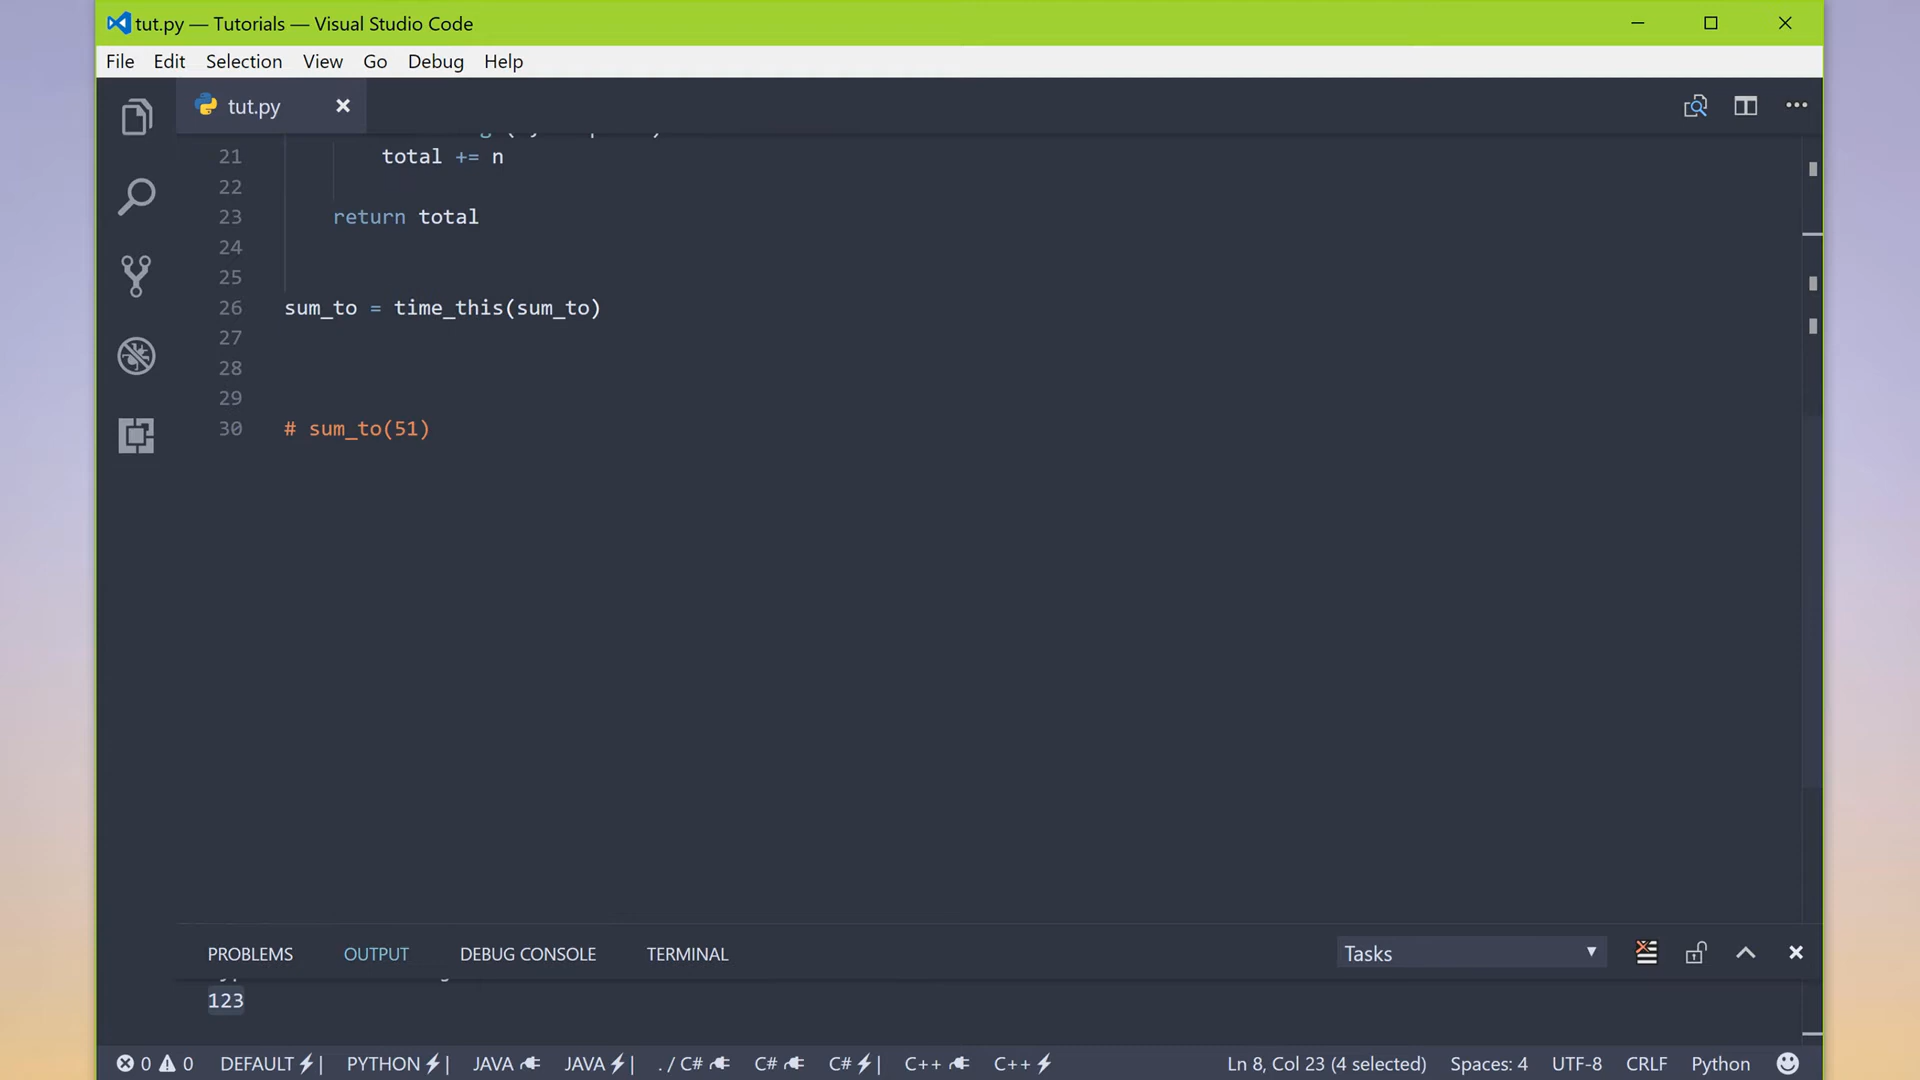 tut.py — Tutorials — Visual Studio Code
File Edit Selection View Go Debug Help
tut.py
21 total += n
22
23 return total
24
25
26 sum_to = time_this(sum_to)
27
28
29
30 # sum_to(51)
PROBLEMS OUTPUT DEBUG CONSOLE TERMINAL Tasks
123
0 0 DEFAULT | PYTHON | JAVA JAVA | ./ C# C# C# | C++ C++ Ln 8, Col 23 (4 selected) Spaces: 4 UTF-8 CRLF Python